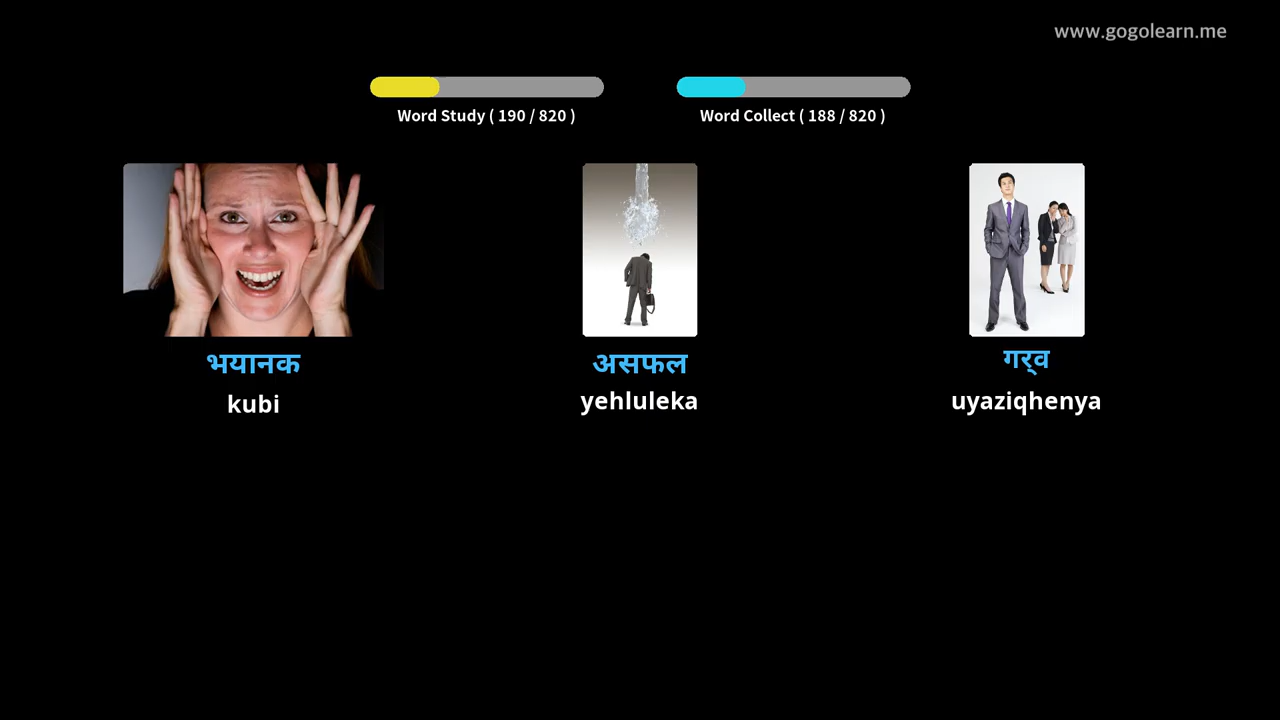 www.gogolearn.me
Word Study ( 190 / 820 )
Word Collect ( 188 / 820 )
भयानक
kubi
असफल
yehluleka
गर्‌व
uyaziqhenya